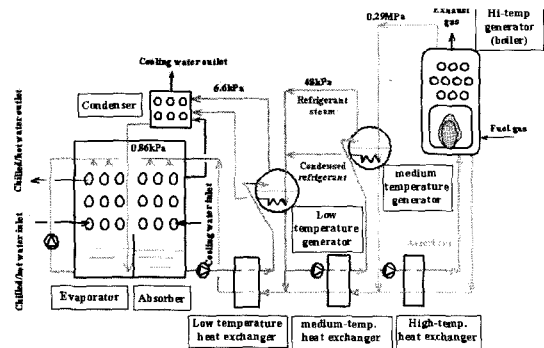 Exhaust
gas
0.29MPa
Hi-temp
generator
(boiler)
Cooling water outlet
Condenser
6.6kPa
48kPa
Refrigerant
steam
Fuel gas
Chilled/hot water outlet
0.86kPa
Condensed
refrigerant
medium
temperature
generator
Low
temperature
generator
Chilled/hot water inlet
Cooling water inlet
Evaporator
Absorber
Low temperature
heat exchanger
medium-temp.
heat exchanger
High-temp.
heat exchanger